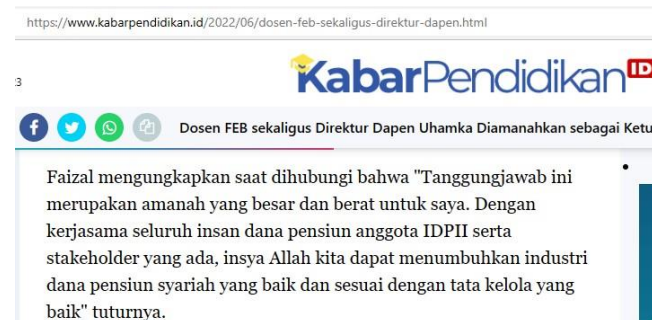 https://www.kabarpendidikan.id/2022/06/dosen-feb-sekaligus-direktur-dapen.html
KabarPendidikan ID
Dosen FEB sekaligus Direktur Dapen Uhamka Diamanahkan sebagai Ketu
Faizal mengungkapkan saat dihubungi bahwa "Tanggungjawab ini
merupakan amanah yang besar dan berat untuk saya. Dengan
kerjasama seluruh insan dana pensiun anggota IDPII serta
stakeholder yang ada, insya Allah kita dapat menumbuhkan industri
dana pensiun syariah yang baik dan sesuai dengan tata kelola yang
baik" tuturnya.